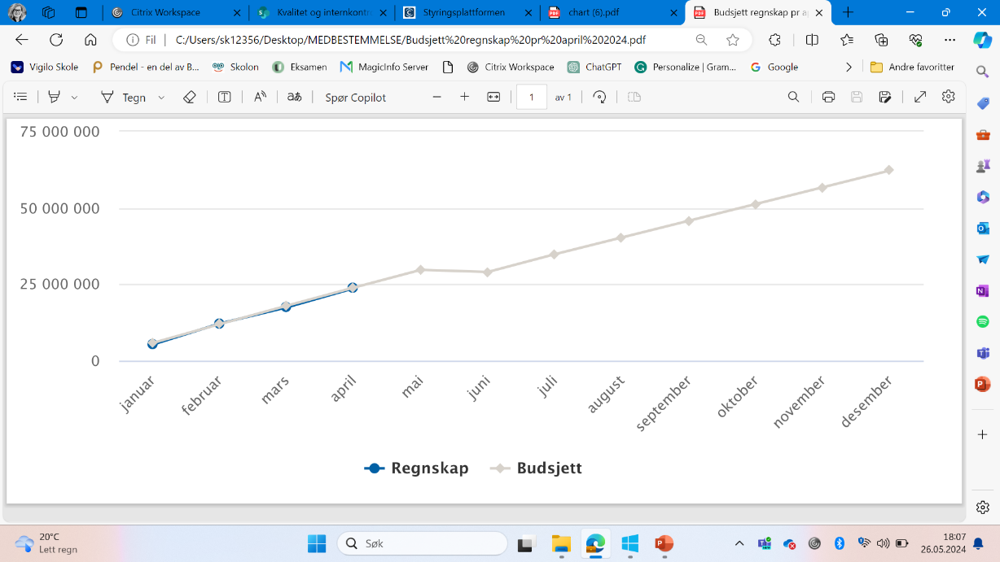 Citrix Workspace
Kvalitet og internkontr
Styringsplattformen
chart (6).pdf
Budsjett regnskap pr a
Fil
C:/Users/sk12356/Desktop/MEDBESTEMMELSE/Budsjett%20regnskap%20pr%20april%202024.pdf
Vigilo Skole
Pendel - en del av B...
Skolon
Eksamen
MagicInfo Server
Citrix Workspace
ChatGPT
Personalize | Gram...
Google
Andre favoritter
Tegn
Spør Copilot
1
av 1
75 000 000
50 000 000
25 000 000
0
januar
februar
mars
april
mai
juni
juli
august
september
oktober
november
desember
Regnskap
Budsjett
20°C
Lett regn
Søk
18:07
26.05.2024